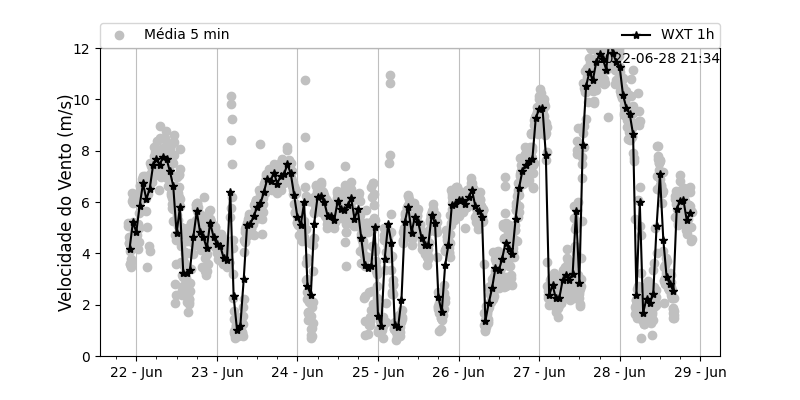 Média 5 min
WXT 1h
22-06-28 21:34
Velocidade do Vento (m/s)
12
10
8
6
4
2
0
22 - Jun
23 - Jun
24 - Jun
25 - Jun
26 - Jun
27 - Jun
28 - Jun
29 - Jun